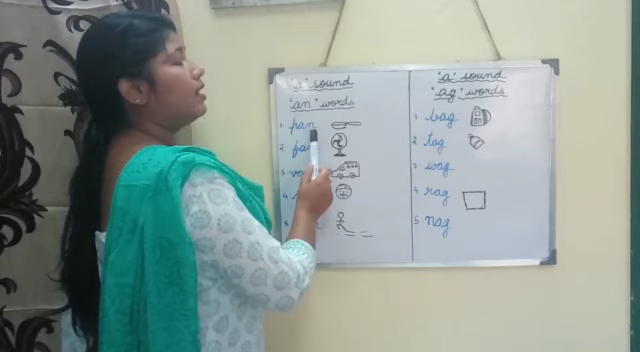 "a" sound
"an" words
1. pan
2. fan
3. va
4.
"a" sound
"ag" words
1. bag
2. tag
3. wag
4. rag
5. nag